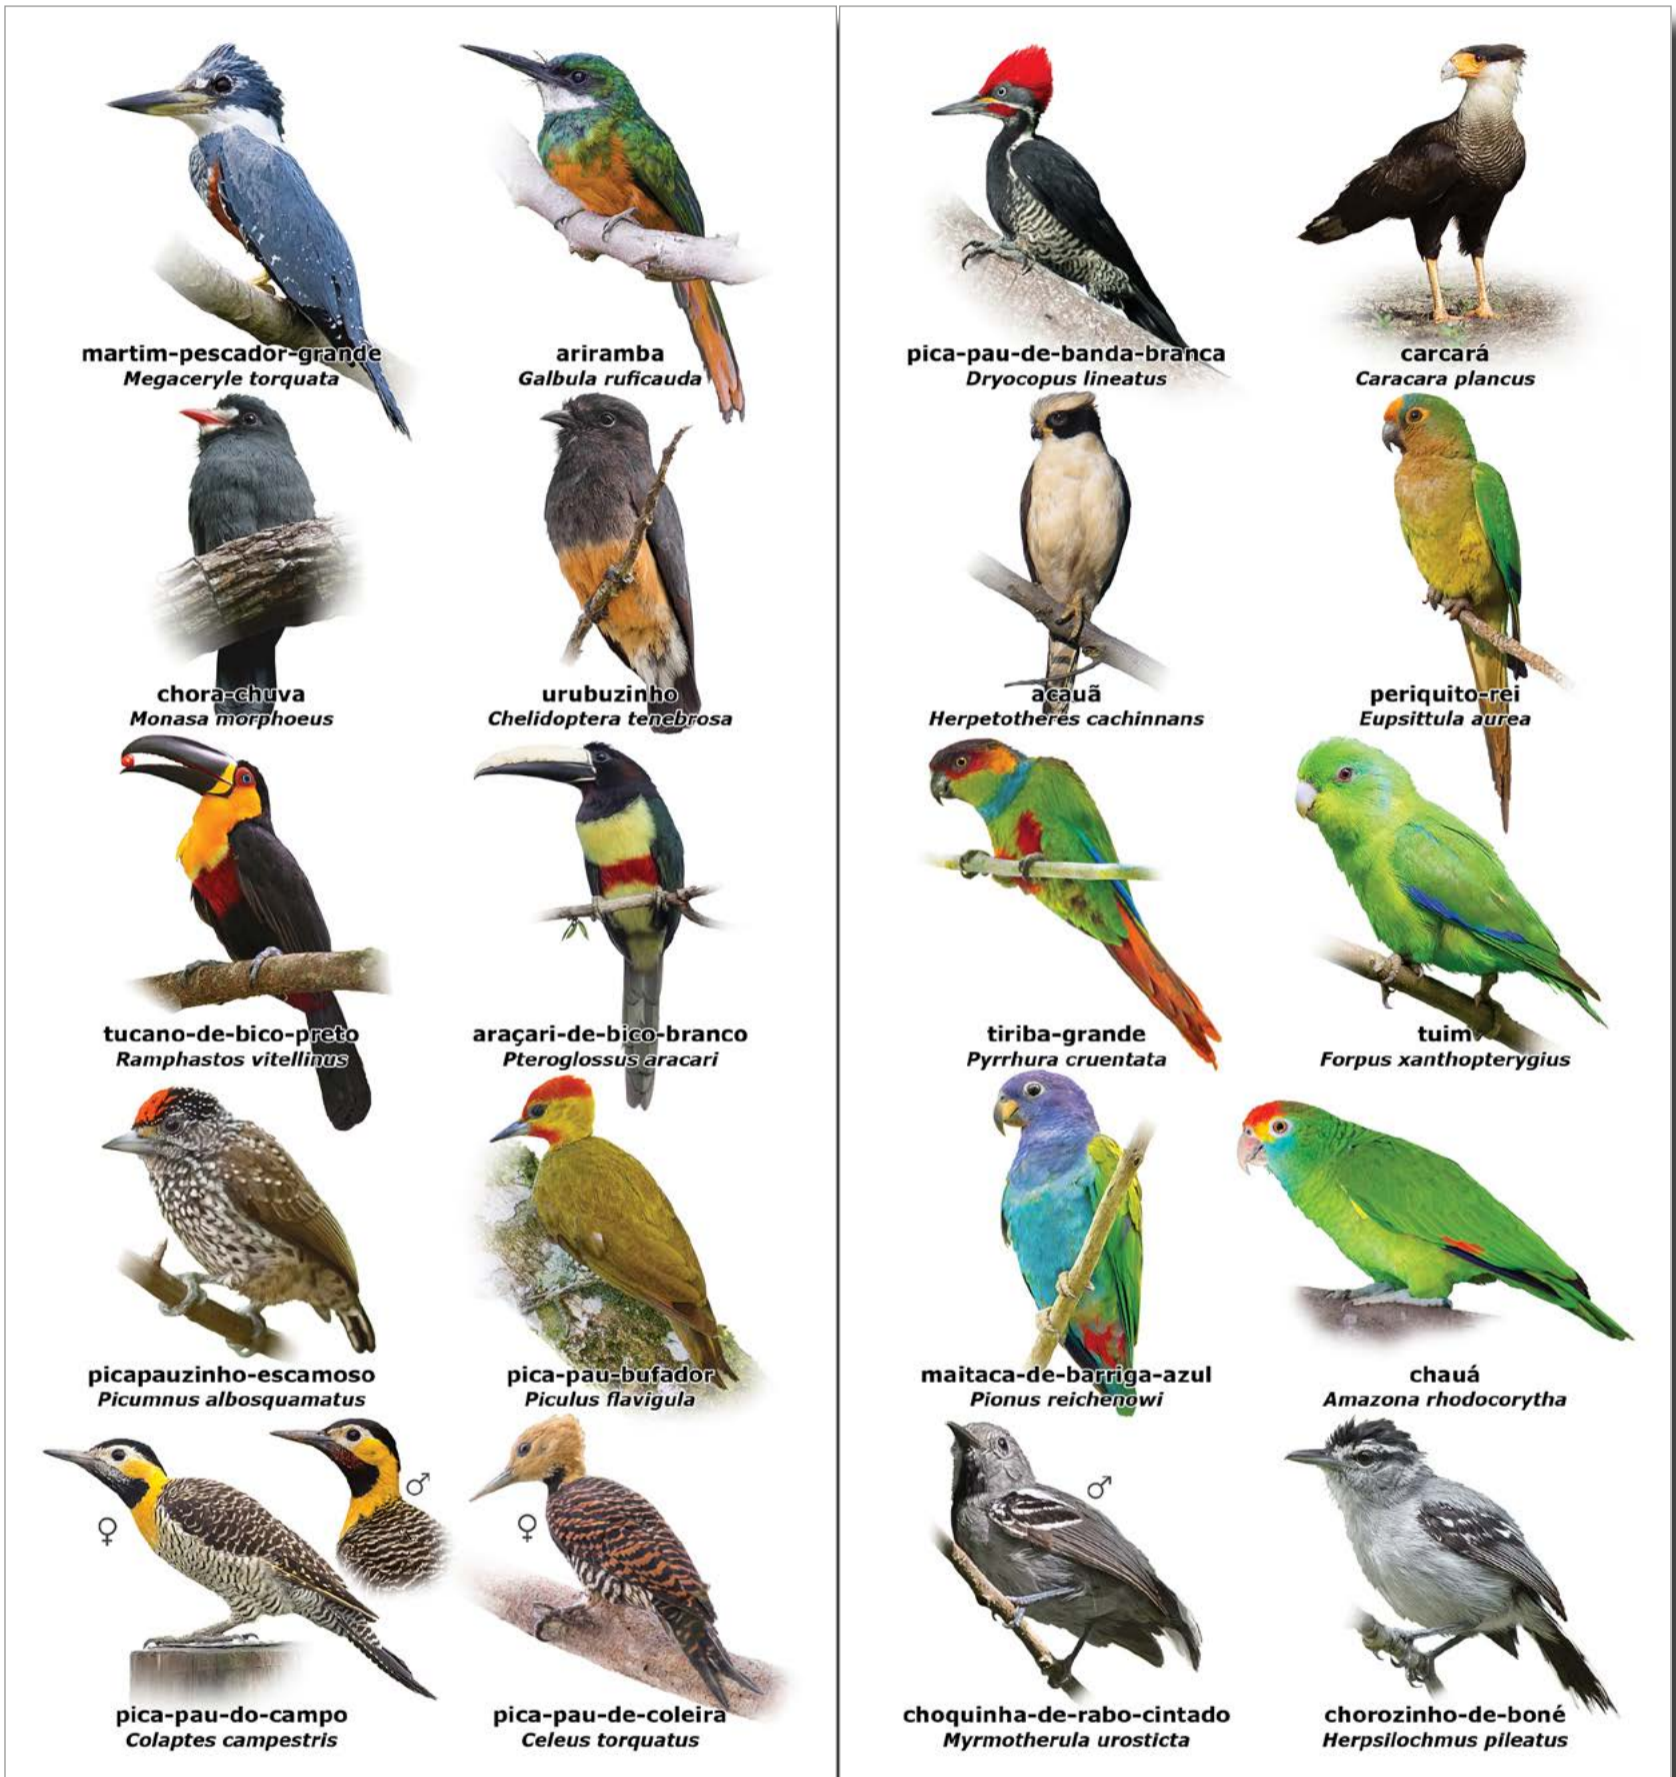 martim-pescador-grande
Megaceryle torquata
ariramba
Galbula ruficauda
chora-chuva
Monasa morphoeus
urubuzinho
Chelidoptera tenebrosa
tucano-de-bico-preto
Ramphastos vitellinus
araçari-de-bico-branco
Pteroglossus aracari
picapauzinho-escamoso
Picumnus albosquamatus
pica-pau-bufador
Piculus flavigula
♀
♂
pica-pau-do-campo
Colaptes campestris
♀
pica-pau-de-coleira
Celeus torquatus
pica-pau-de-banda-branca
Dryocopus lineatus
carcará
Caracara plancus
acauã
Herpetotheres cachinnans
periquito-rei
Eupsittula aurea
tiriba-grande
Pyrrhura cruentata
tuim
Forpus xanthopterygius
maitaca-de-barriga-azul
Pionus reichenowi
chauá
Amazona rhodocorytha
♂
choquinha-de-rabo-cintado
Myrmotherula urosticta
chorozinho-de-boné
Herpsilochmus pileatus